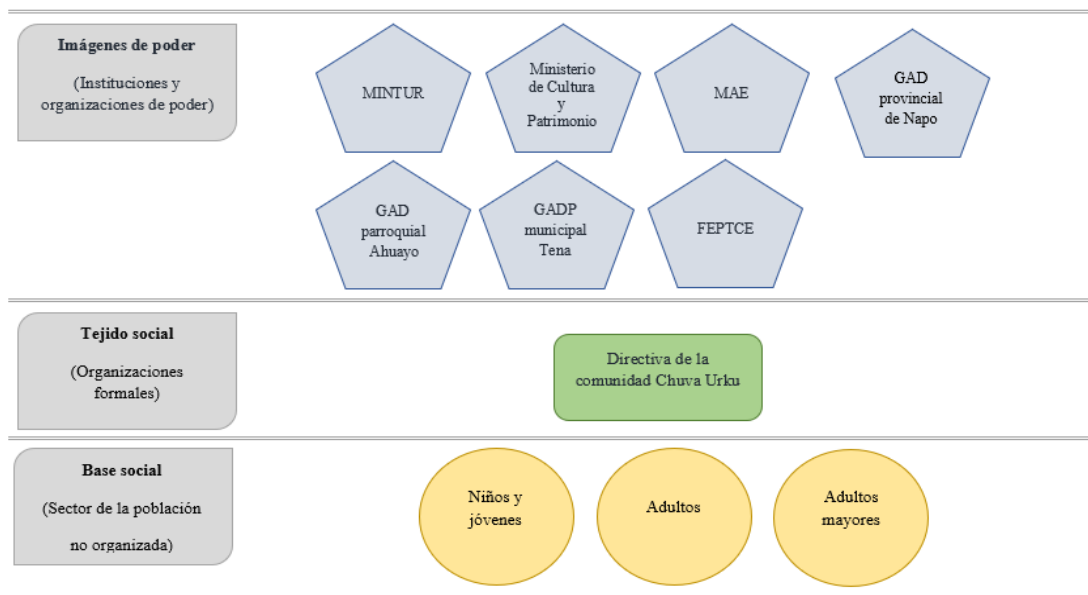 Imágenes de poder
(Instituciones y
organizaciones de poder)
MINTUR
Ministerio
de Cultura
y
Patrimonio
MAE
GAD
provincial
de Napo
GAD
parroquial
Ahuayo
GADP
municipal
Tena
FEPTCE
Tejido social
(Organizaciones
formales)
Directiva de la
comunidad Chuva Urku
Base social
(Sector de la población
no organizada)
Niños y
jóvenes
Adultos
Adultos
mayores